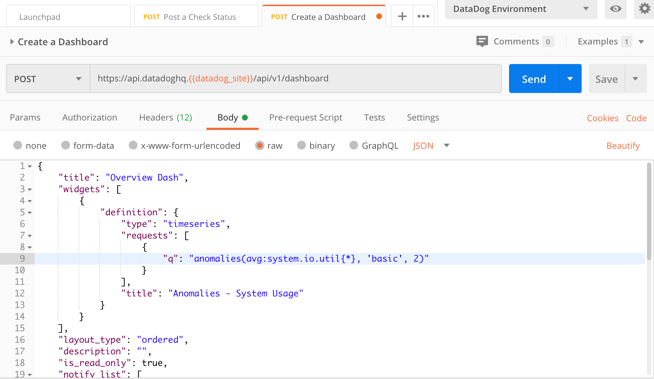 Launchpad POST Post a Check Status POST Create a Dashboard + ••• DataDog Environment
Create a Dashboard Comments 0 Examples 1
POST https://api.datadoghq.{{datadog_site}}/api/v1/dashboard Send Save
Params Authorization Headers (12) Body Pre-request Script Tests Settings Cookies Code
none form-data x-www-form-urlencoded raw binary GraphQL JSON Beautify
1 {
2 "title": "Overview Dash",
3 "widgets": [
4 {
5 "definition": {
6 "type": "timeseries",
7 "requests": [
8 {
9 "q": "anomalies(avg:system.io.util{*}, ’basic’, 2)"
10 }
11 ],
12 "title": "Anomalies - System Usage"
13 }
14 }
15 ],
16 "layout_type": "ordered",
17 "description": "",
18 "is_read_only": true,
19 "notify_list": [